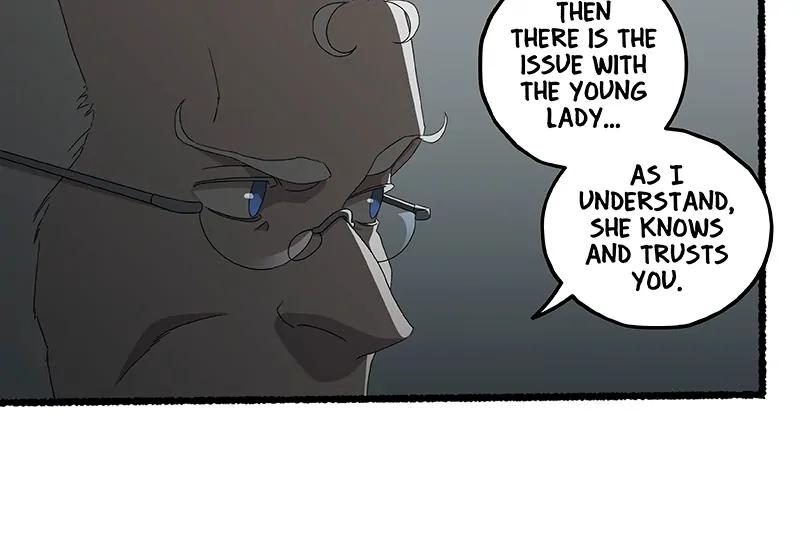 THEN
THERE IS THE
ISSUE WITH
THE YOUNG
LADY...
AS I
UNDERSTAND,
SHE KNOWS
AND TRUSTS
YOU.